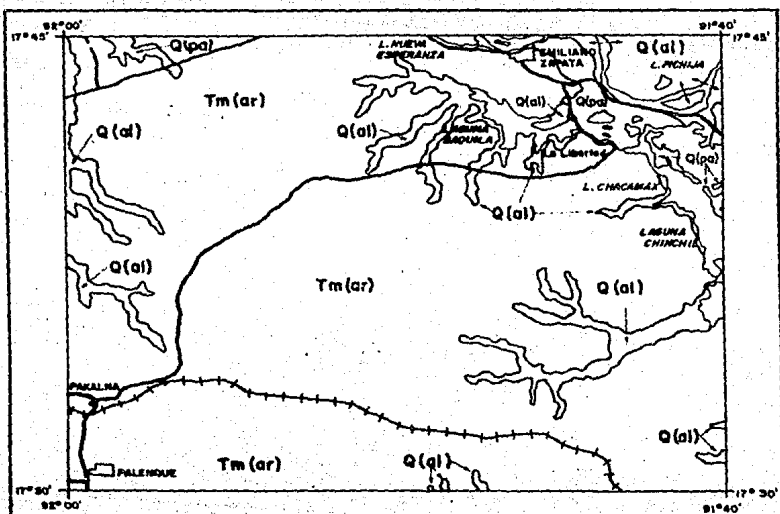 92°00'
91°40'
17°45'
Q(pa)
L. NUEVA
ESPERANZA
EMILIANO
ZAPATA
Q(al)
17°45'
L. PICHIJA
Tm(ar)
Q(al)
Q(pa)
Q(al)
Q(al)
LAGUNA
SAQUILA
La Libertad
Q(pa)
L. CHACAMAX
Q(al)
LAGUNA
CHINCHIL
Q(al)
Tm(ar)
Q(al)
PAKALNA
Q(al)
Tm(ar)
Q(al)
PALENQUE
17°30'
17°30'
92°00'
91°40'